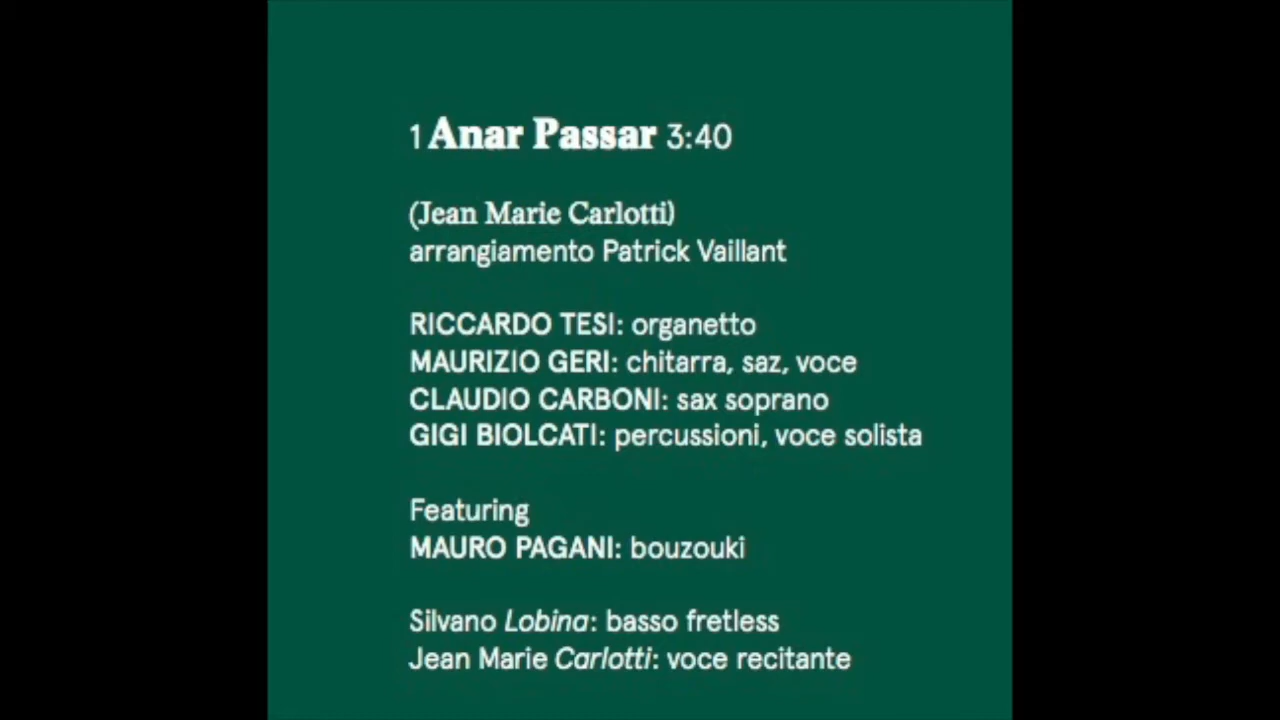 1 Anar Passar 3:40
(Jean Marie Carlotti)
arrangiamento Patrick Vaillant
RICCARDO TESI: organetto
MAURIZIO GERI: chitarra, saz, voce
CLAUDIO CARBONI: sax soprano
GIGI BIOLCATI: percussioni, voce solista
Featuring
MAURO PAGANI: bouzouki
Silvano Lobina: basso fretless
Jean Marie Carlotti: voce recitante